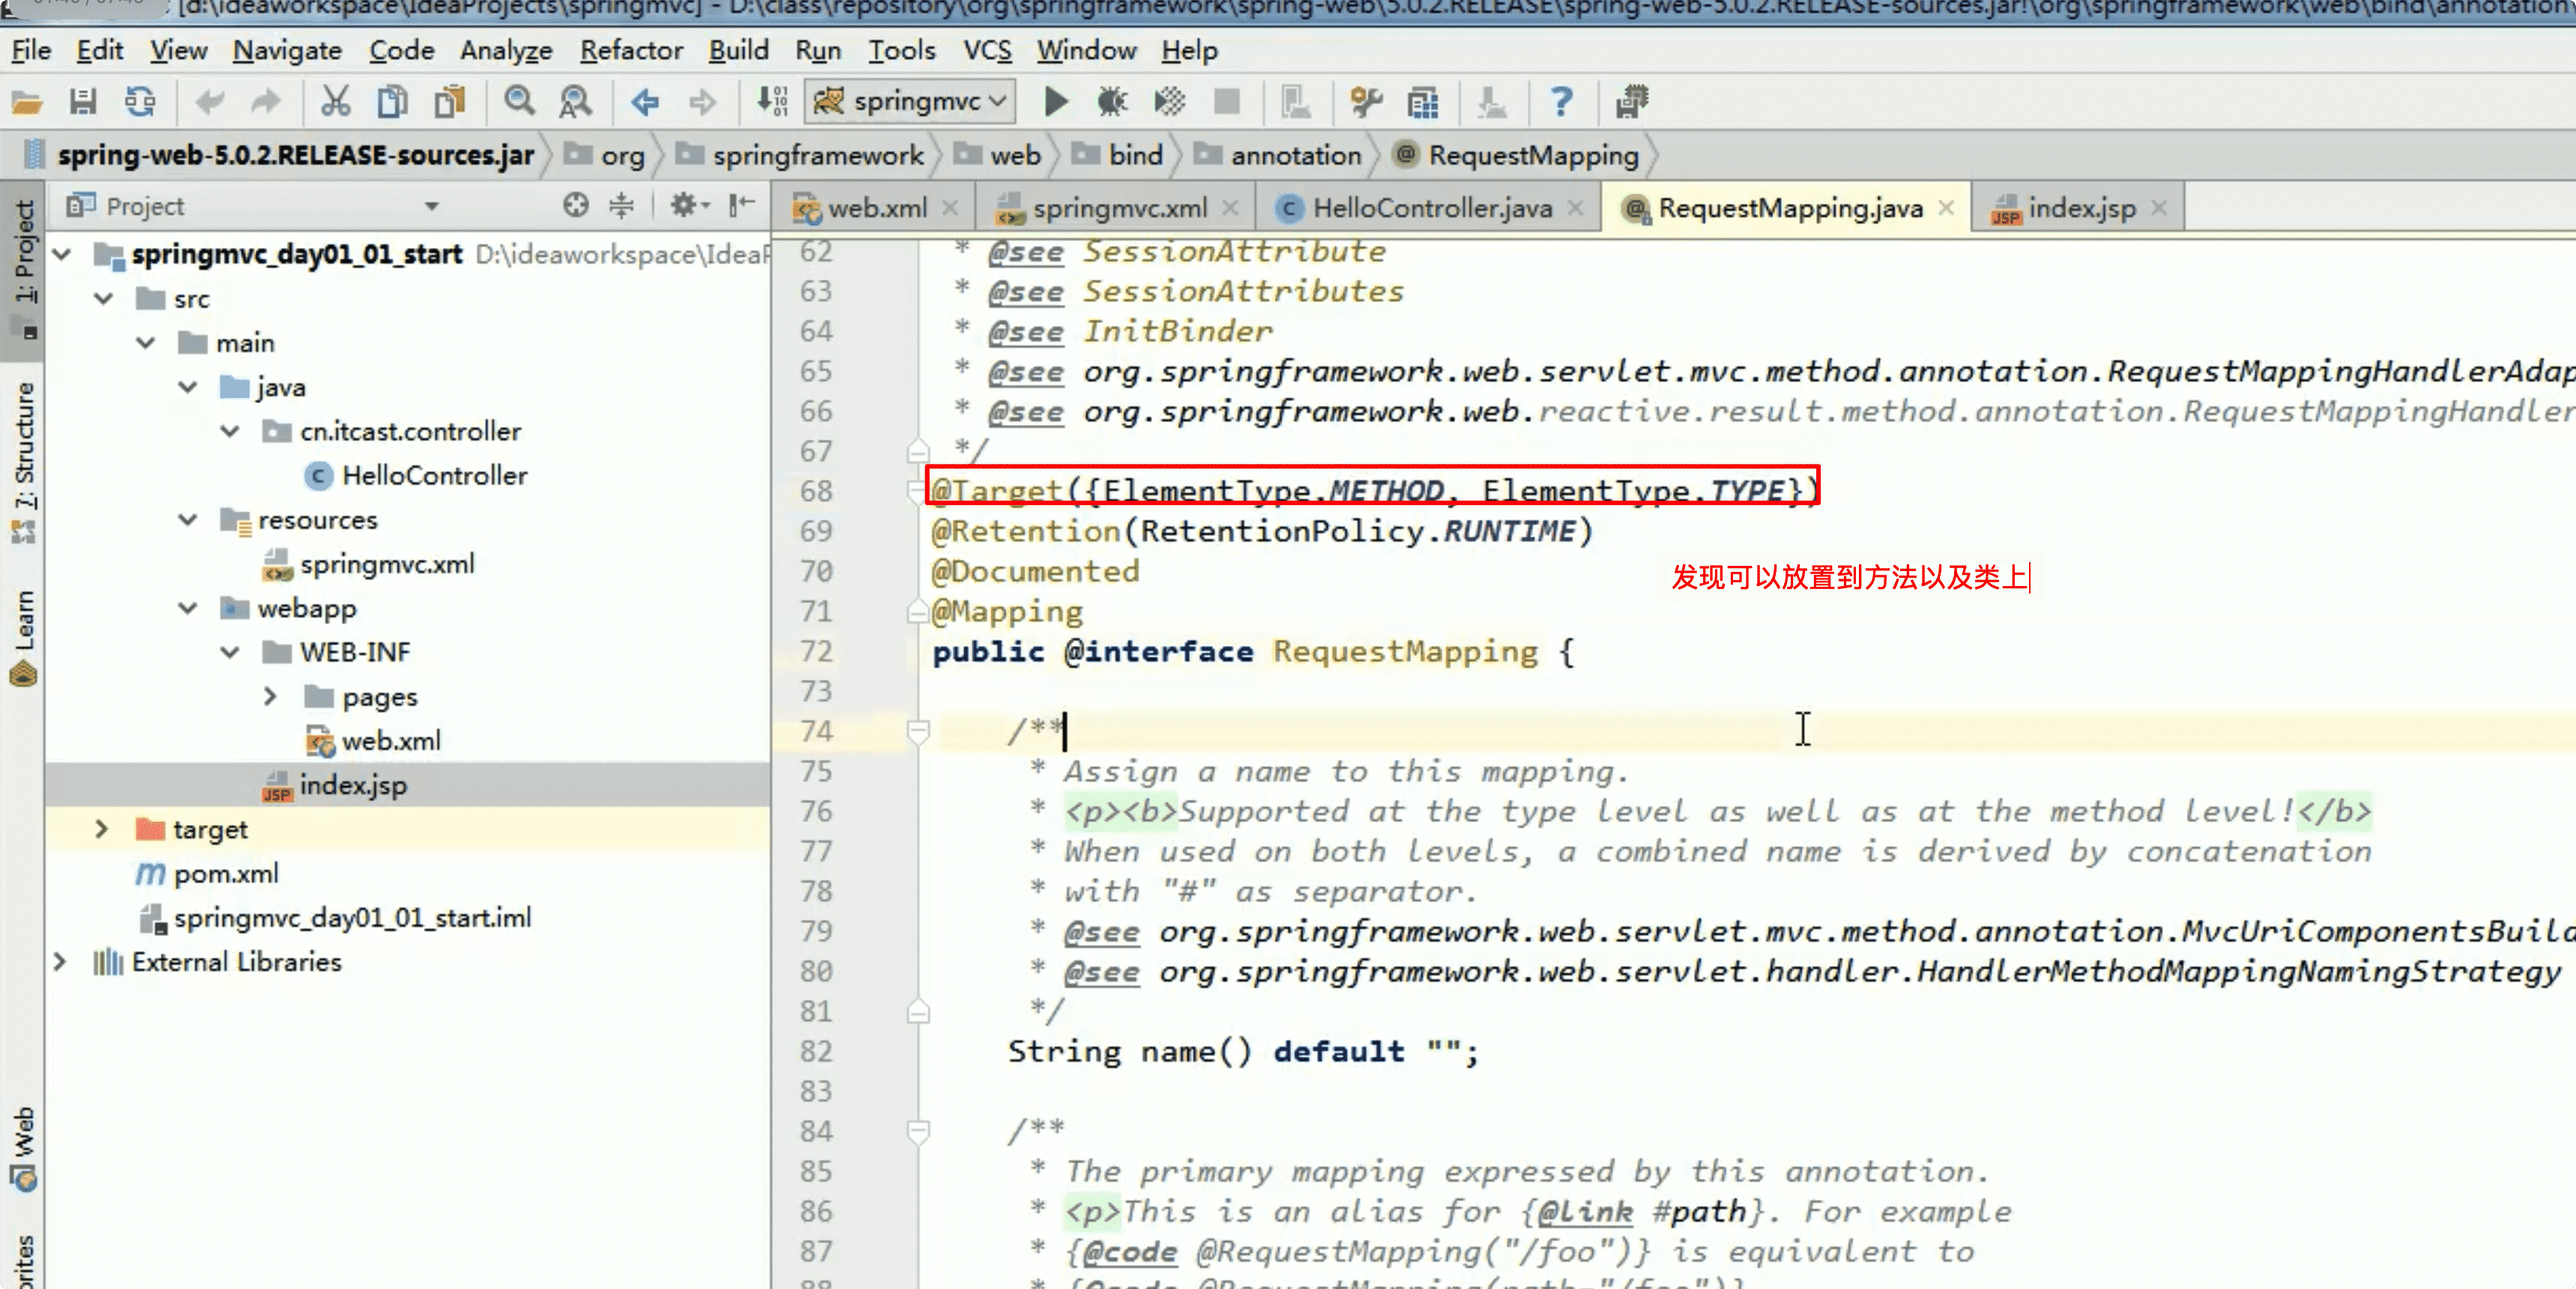 [d:\ideaworkspace\IdeaProjects\springmvc] - D:\class\repository\org\springframework\spring-web\5.0.2.RELEASE\spring-web-5.0.2.RELEASE-sources.jar!\org\springframework\web\bind\annotation\
File Edit View Navigate Code Analyze Refactor Build Run Tools VCS Window Help
springmvc
spring-web-5.0.2.RELEASE-sources.jar org springframework web bind annotation RequestMapping
Project
web.xml springmvc.xml HelloController.java RequestMapping.java index.jsp
1: Project
7: Structure
Learn
Web
springmvc_day01_01_start D:\ideaworkspace\Idea
src
main
java
cn.itcast.controller
HelloController
resources
springmvc.xml
webapp
WEB-INF
pages
web.xml
index.jsp
target
pom.xml
springmvc_day01_01_start.iml
External Libraries
62 * @see SessionAttribute
63 * @see SessionAttributes
64 * @see InitBinder
65 * @see org.springframework.web.servlet.mvc.method.annotation.RequestMappingHandlerAdap
66 * @see org.springframework.web.reactive.result.method.annotation.RequestMappingHandler
67 */
68 @Target({ElementType.METHOD, ElementType.TYPE})
69 @Retention(RetentionPolicy.RUNTIME)
70 @Documented
发现可以放置到方法以及类上
71 @Mapping
72 public @interface RequestMapping {
73
74 /**
75 * Assign a name to this mapping.
76 * <p><b>Supported at the type level as well as at the method level!</b>
77 * When used on both levels, a combined name is derived by concatenation
78 * with "#" as separator.
79 * @see org.springframework.web.servlet.mvc.method.annotation.MvcUriComponentsBuild
80 * @see org.springframework.web.servlet.handler.HandlerMethodMappingNamingStrategy
81 */
82 String name() default "";
83
84 /**
85 * The primary mapping expressed by this annotation.
86 * <p>This is an alias for {@link #path}. For example
87 * {@code @RequestMapping("/foo")} is equivalent to